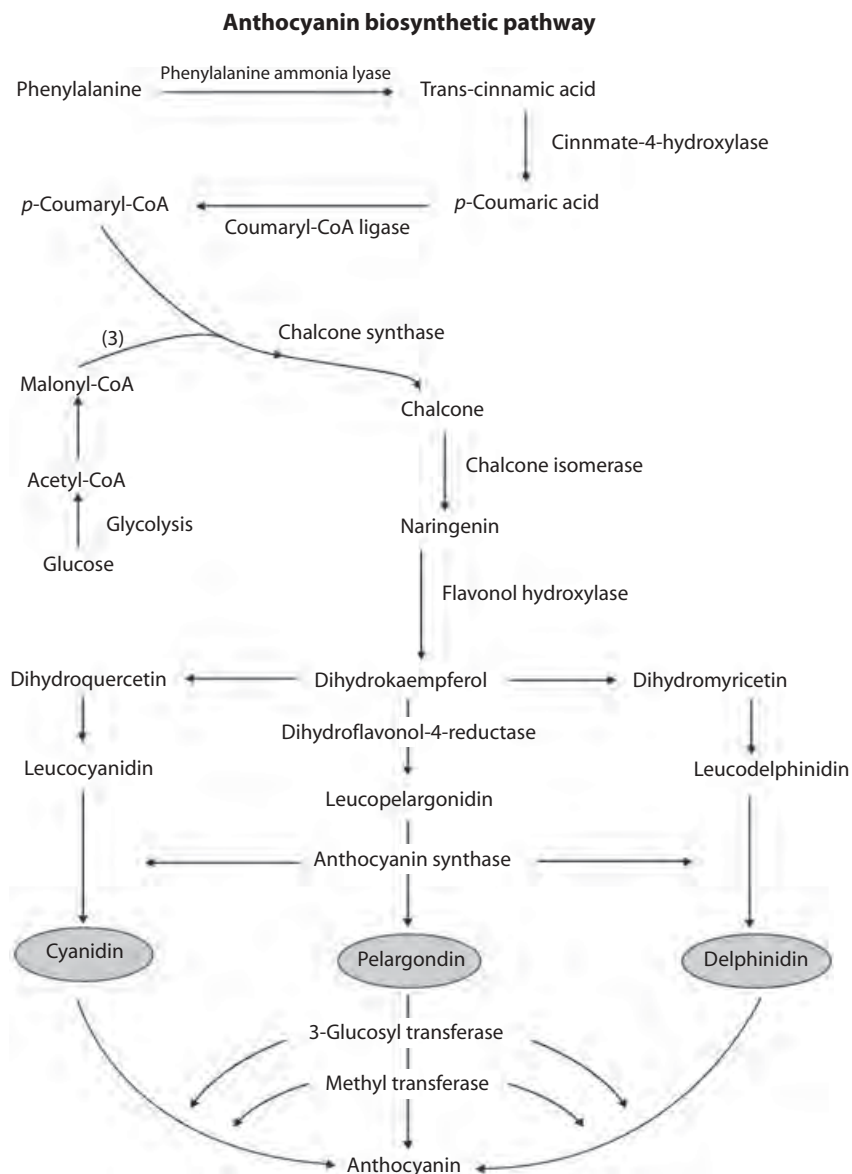 Anthocyanin biosynthetic pathway
Phenylalanine ammonia lyase
Phenylalanine
Trans-cinnamic acid
Cinnmate-4-hydroxylase
p-Coumaryl-CoA
p-Coumaric acid
Coumaryl-CoA ligase
(3)
Chalcone synthase
Malonyl-CoA
Chalcone
Chalcone isomerase
Acetyl-CoA
Glycolysis
Naringenin
Glucose
Flavonol hydroxylase
Dihydroquercetin
Dihydrokaempferol
Dihydromyricetin
Dihydroflavonol-4-reductase
Leucocyanidin
Leucodelphinidin
Leucopelargonidin
Anthocyanin synthase
Cyanidin
Pelargondin
Delphinidin
3-Glucosyl transferase
Methyl transferase
Anthocyanin